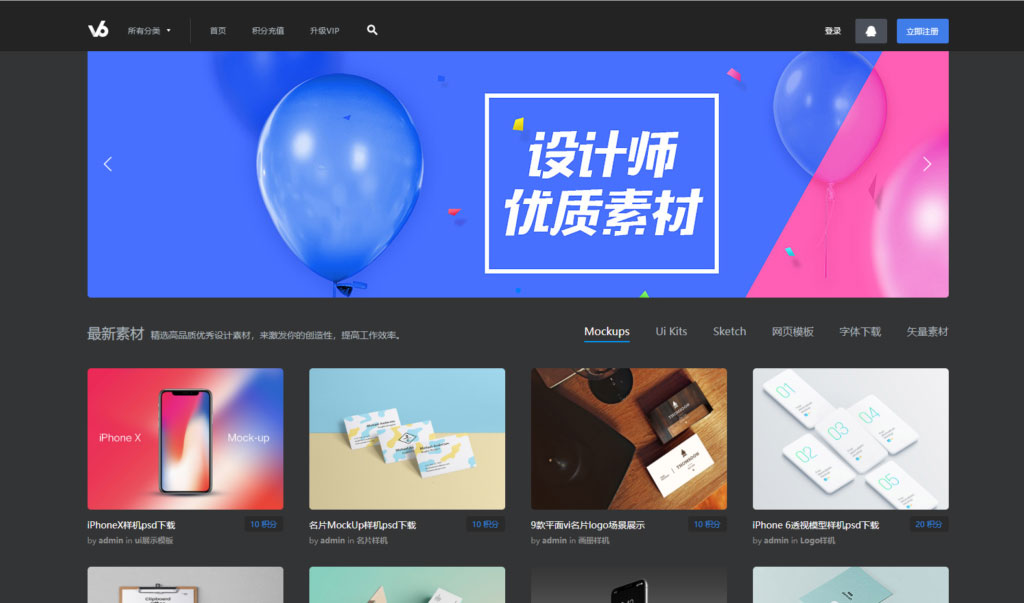 V6 所有分类 首页 积分充值 升级VIP 登录 立即注册
设计师
优质素材
最新素材 精选高品质优秀设计素材，来激发你的创造性，提高工作效率。 Mockups Ui Kits Sketch 网页模板 字体下载 矢量素材
iPhone X Mock-up
01
02
03
04
05
iPhoneX样机psd下载 10 积分
by admin in ui展示模板
名片MockUp样机psd下载 10 积分
by admin in 名片样机
9款平面vi名片logo场景展示 10 积分
by admin in 画册样机
iPhone 6透视模型样机psd下载 20 积分
by admin in Logo样机
Clipboard